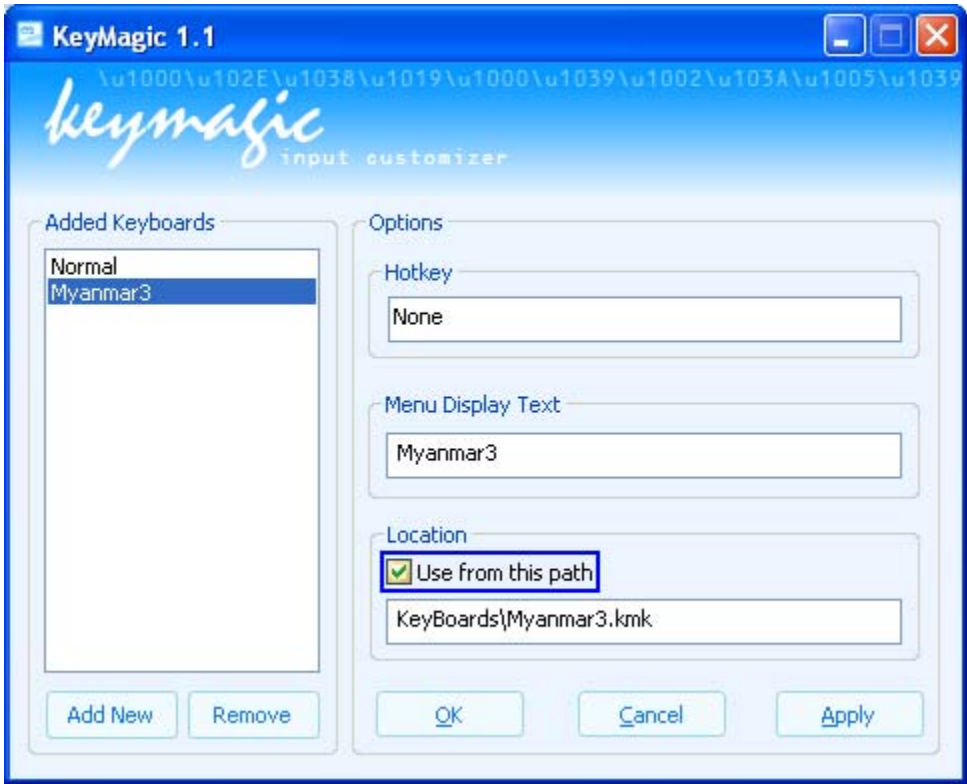 KeyMagic 1.1
\u1000\u102E\u1038\u1019\u1000\u1039\u1002\u103A\u1005\u1039
keymagic
input customizer
Added Keyboards
Normal
Myanmar3
Add New
Remove
Options
Hotkey
None
Menu Display Text
Myanmar3
Location
Use from this path
KeyBoards\Myanmar3.kmk
OK
Cancel
Apply